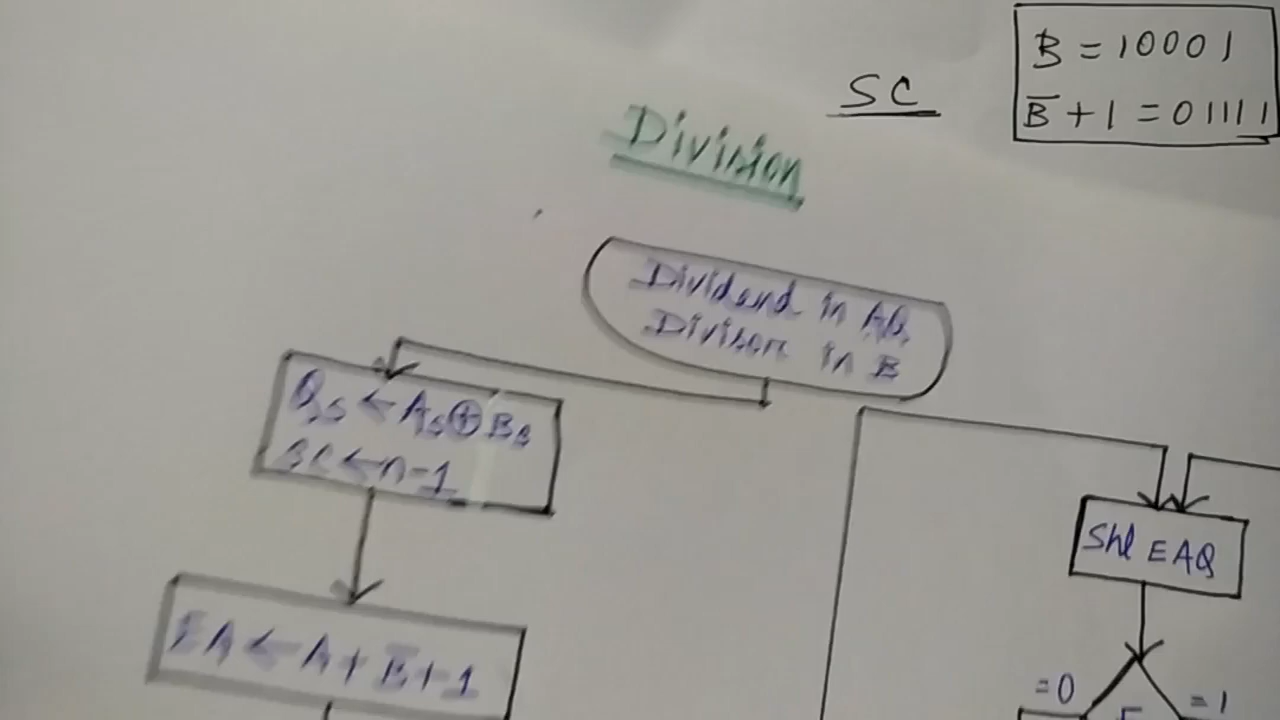 B = 10001
B̅ + 1 = 01111
SC
Division
Dividend in AQ
Divisor in B
Qs ← As ⊕ Bs
SC ← n-1
EA ← A + B̅ + 1
Shl EAQ
=0
E
=1